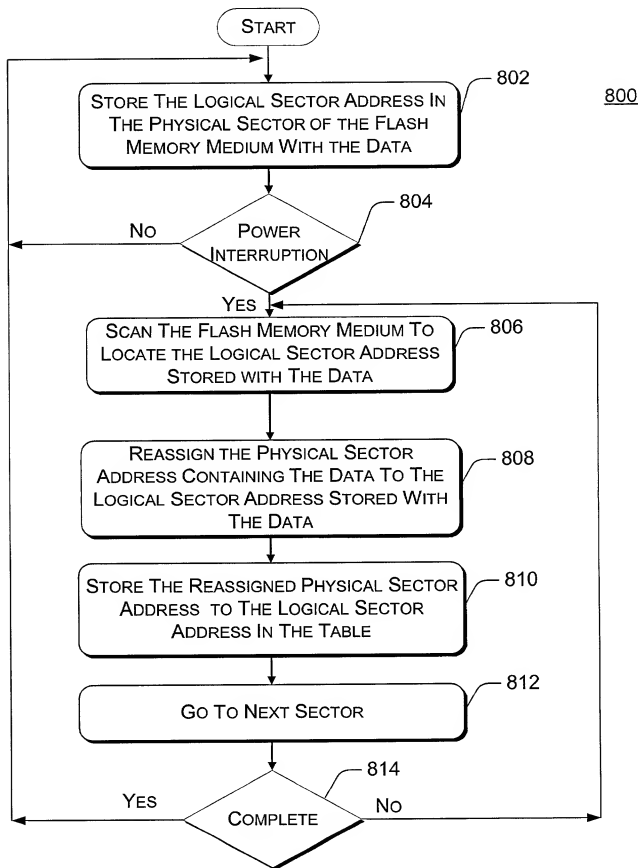 START
STORE THE LOGICAL SECTOR ADDRESS IN
THE PHYSICAL SECTOR OF THE FLASH
MEMORY MEDIUM WITH THE DATA
802
800
804
NO
POWER
INTERRUPTION
YES
SCAN THE FLASH MEMORY MEDIUM TO
LOCATE THE LOGICAL SECTOR ADDRESS
STORED WITH THE DATA
806
REASSIGN THE PHYSICAL SECTOR
ADDRESS CONTAINING THE DATA TO THE
LOGICAL SECTOR ADDRESS STORED WITH
THE DATA
808
STORE THE REASSIGNED PHYSICAL SECTOR
ADDRESS TO THE LOGICAL SECTOR
ADDRESS IN THE TABLE
810
GO TO NEXT SECTOR
812
814
YES
COMPLETE
NO